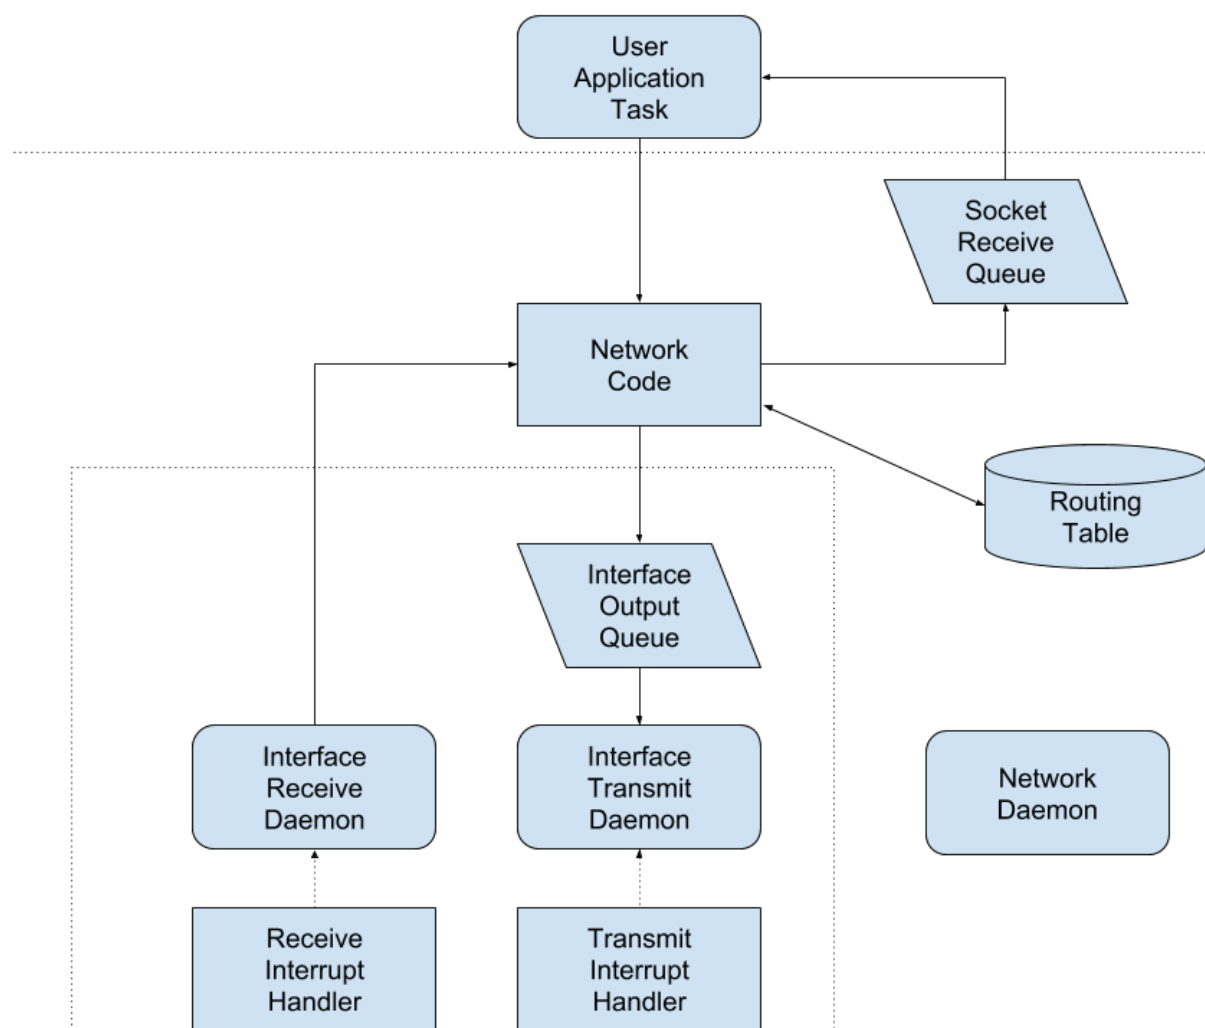 User
Application
Task
Socket
Receive
Queue
Network
Code
Routing
Table
Interface
Output
Queue
Interface
Receive
Daemon
Interface
Transmit
Daemon
Network
Daemon
Receive
Interrupt
Handler
Transmit
Interrupt
Handler